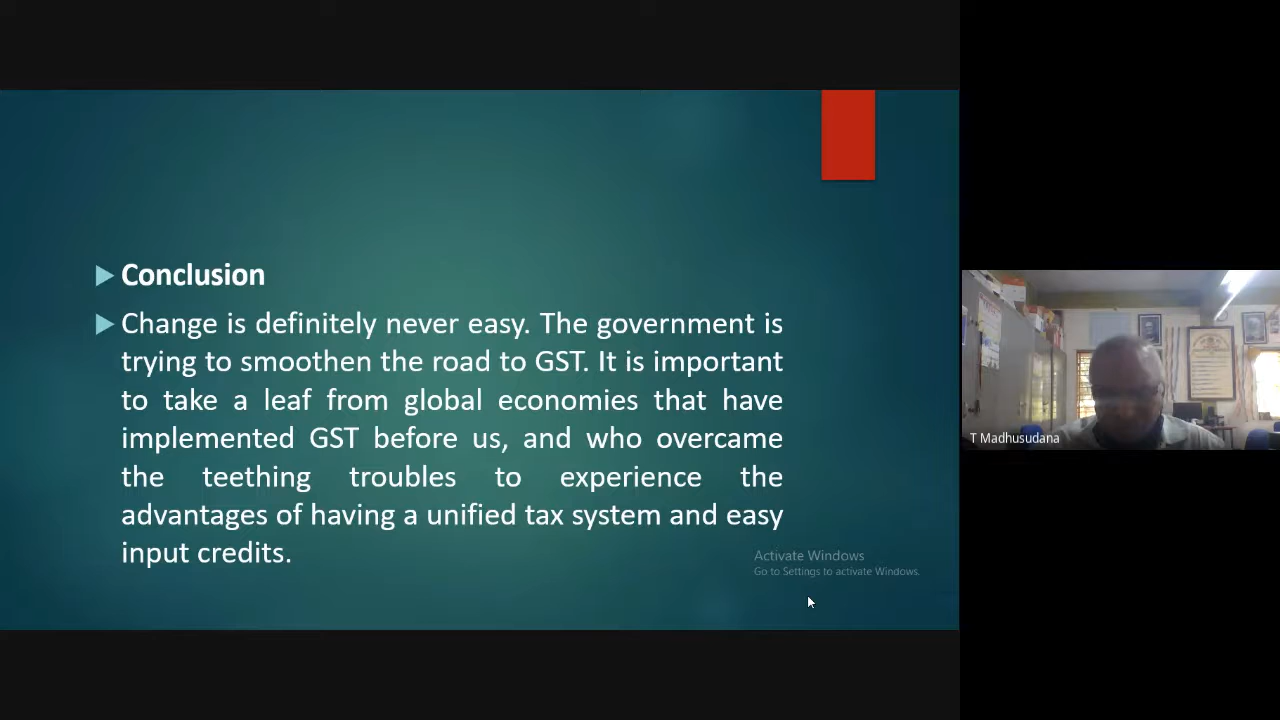 Conclusion
Change is definitely never easy. The government is
trying to smoothen the road to GST. It is important
to take a leaf from global economies that have
implemented GST before us, and who overcame
the teething troubles to experience the
advantages of having a unified tax system and easy
input credits.
Activate Windows
Go to Settings to activate Windows.
T Madhusudana